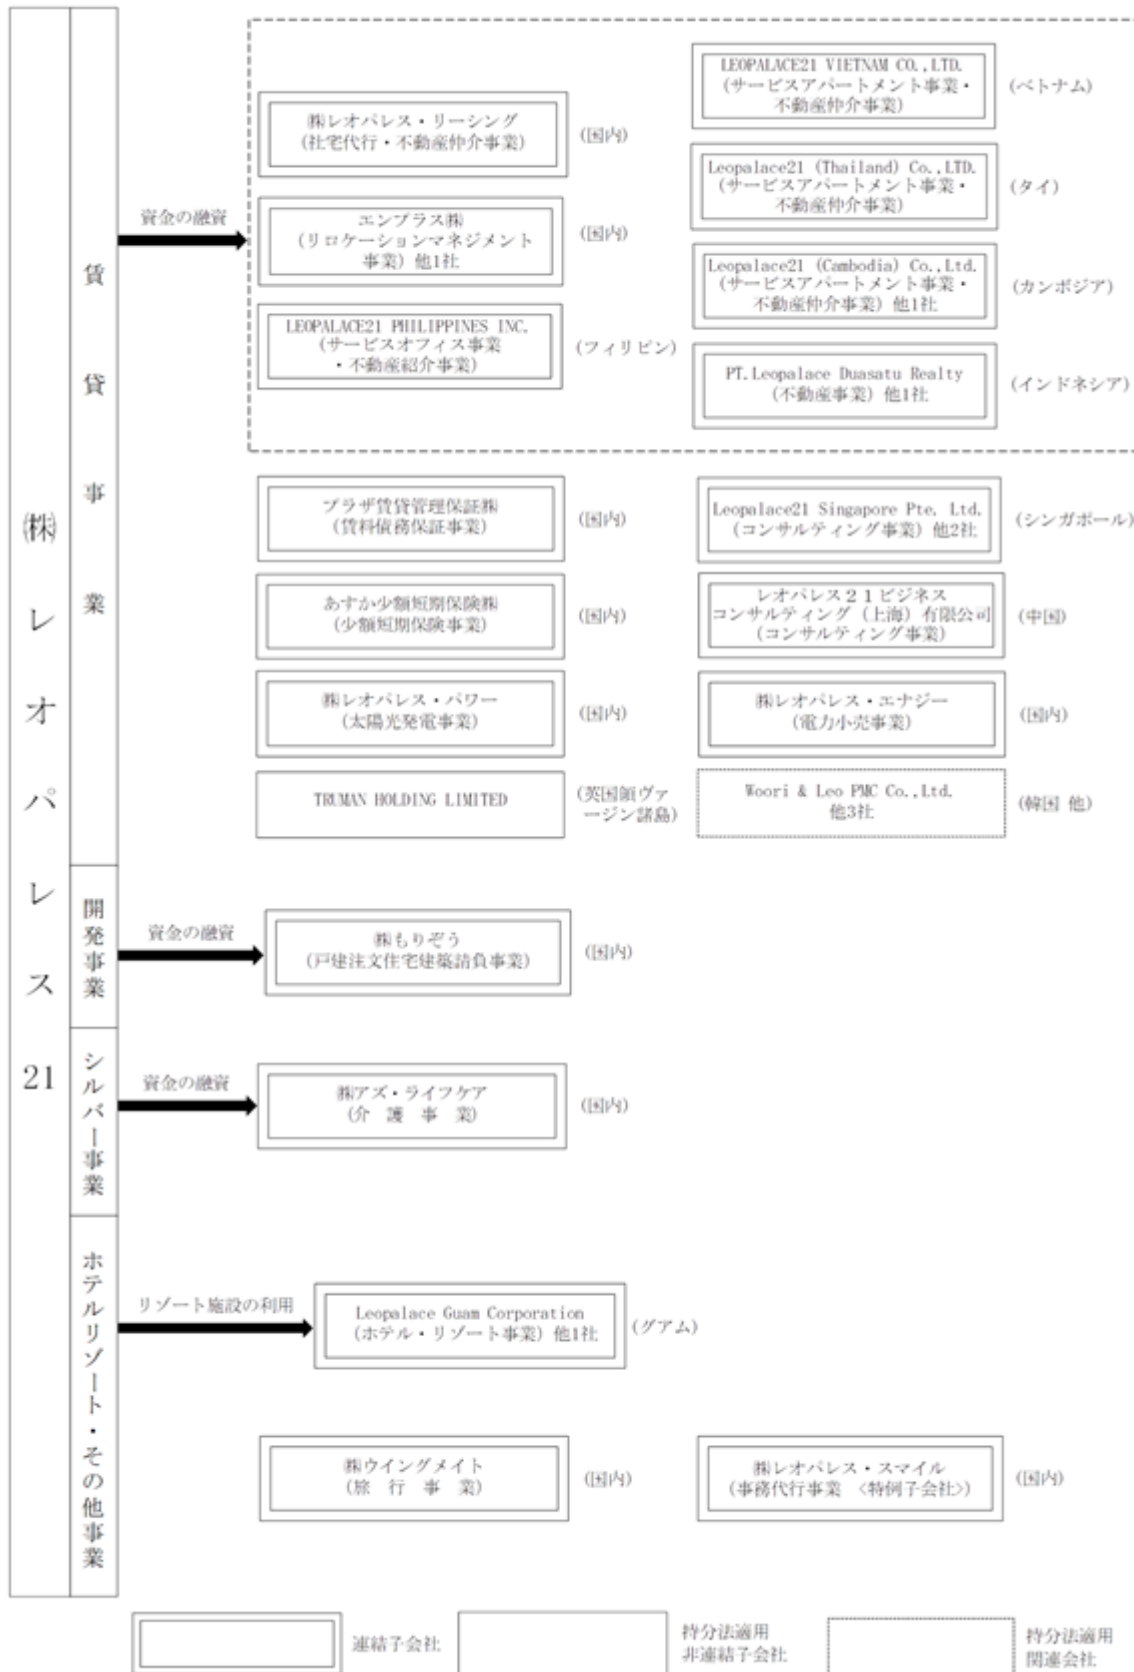 ㈱レオパレス21
賃貸事業
資金の融資
㈱レオパレス・リーシング
(社宅代行・不動産仲介事業)
(国内)
エンプラス㈱
(リロケーションマネジメント
事業) 他1社
(国内)
LEOPALACE21 PHILIPPINES INC.
(サービスオフィス事業
・不動産紹介事業)
(フィリピン)
LEOPALACE21 VIETNAM CO.,LTD.
(サービスアパートメント事業・
不動産仲介事業)
(ベトナム)
Leopalace21 (Thailand) Co.,LTD.
(サービスアパートメント事業・
不動産仲介事業)
(タイ)
Leopalace21 (Cambodia) Co.,Ltd.
(サービスアパートメント事業・
不動産仲介事業) 他1社
(カンボジア)
PT.Leopalace Duasatu Realty
(不動産事業) 他1社
(インドネシア)
プラザ賃貸管理保証㈱
(賃料債務保証事業)
(国内)
Leopalace21 Singapore Pte. Ltd.
(コンサルティング事業) 他2社
(シンガポール)
あすか少額短期保険㈱
(少額短期保険事業)
(国内)
レオパレス21ビジネス
コンサルティング (上海) 有限公司
(コンサルティング事業)
(中国)
㈱レオパレス・パワー
(太陽光発電事業)
(国内)
㈱レオパレス・エナジー
(電力小売事業)
(国内)
TRUMAN HOLDING LIMITED
(英国領ヴァ
ージン諸島)
Woori & Leo PMC Co.,Ltd.
他3社
(韓国 他)
開発事業
資金の融資
㈱もりぞう
(戸建注文住宅建築請負事業)
(国内)
シルバー事業
資金の融資
㈱アズ・ライフケア
(介 護 事 業)
(国内)
ホテルリゾート・その他事業
リゾート施設の利用
Leopalace Guam Corporation
(ホテル・リゾート事業) 他1社
(グアム)
㈱ウイングメイト
(旅 行 事 業)
(国内)
㈱レオパレス・スマイル
(事務代行事業 <特例子会社>)
(国内)
連結子会社
持分法適用
非連結子会社
持分法適用
関連会社